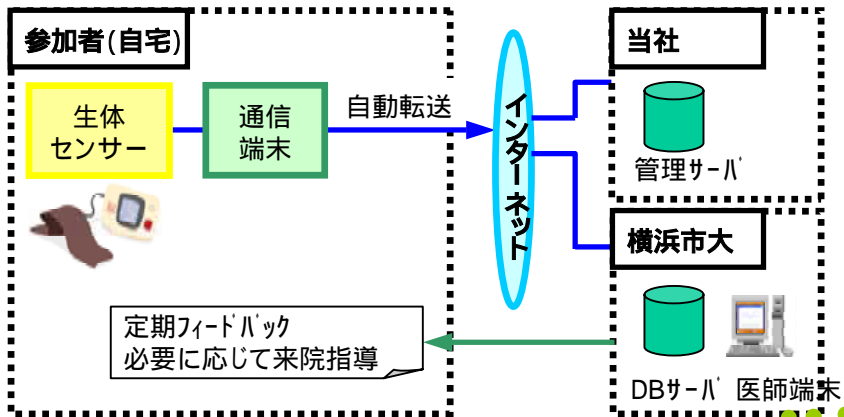 参加者(自宅)
生体
センサー
通信
端末
自動転送
インターネット
当社
管理ｻｰﾊﾞ
横浜市大
DBｻｰﾊﾞ 医師端末
定期ﾌｨｰﾄﾞﾊﾞｯｸ
必要に応じて来院指導